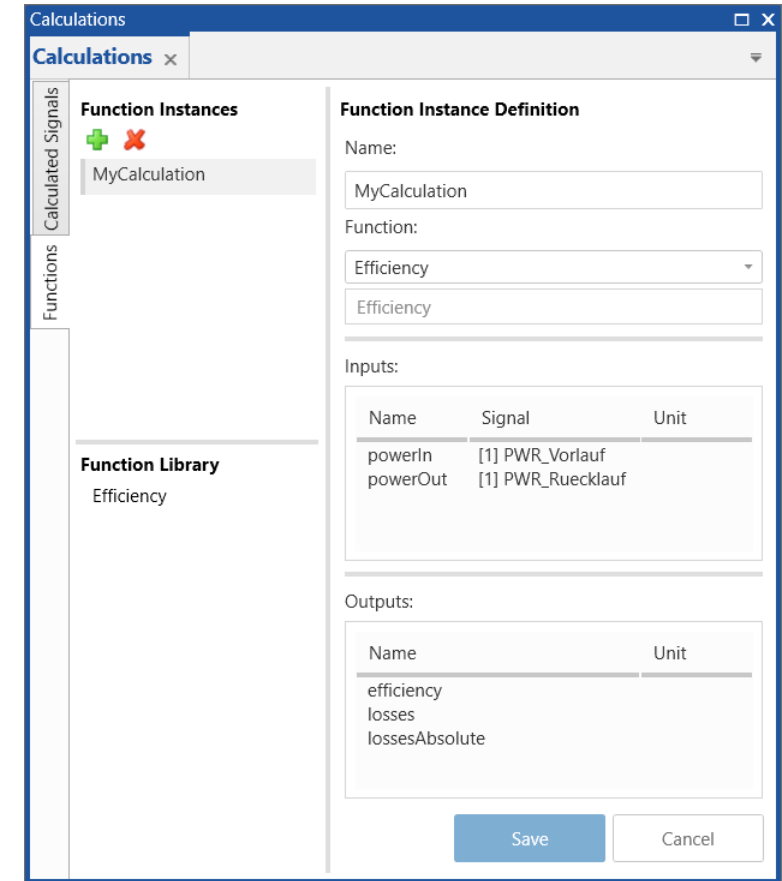 Calculations
Calculations
Calculated Signals
Functions
Function Instances
MyCalculation
Function Library
Efficiency
Function Instance Definition
Name:
MyCalculation
Function:
Efficiency
Efficiency
Inputs:
Name Signal Unit
powerIn [1] PWR_Vorlauf
powerOut [1] PWR_Ruecklauf
Outputs:
Name Unit
efficiency
losses
lossesAbsolute
Save Cancel